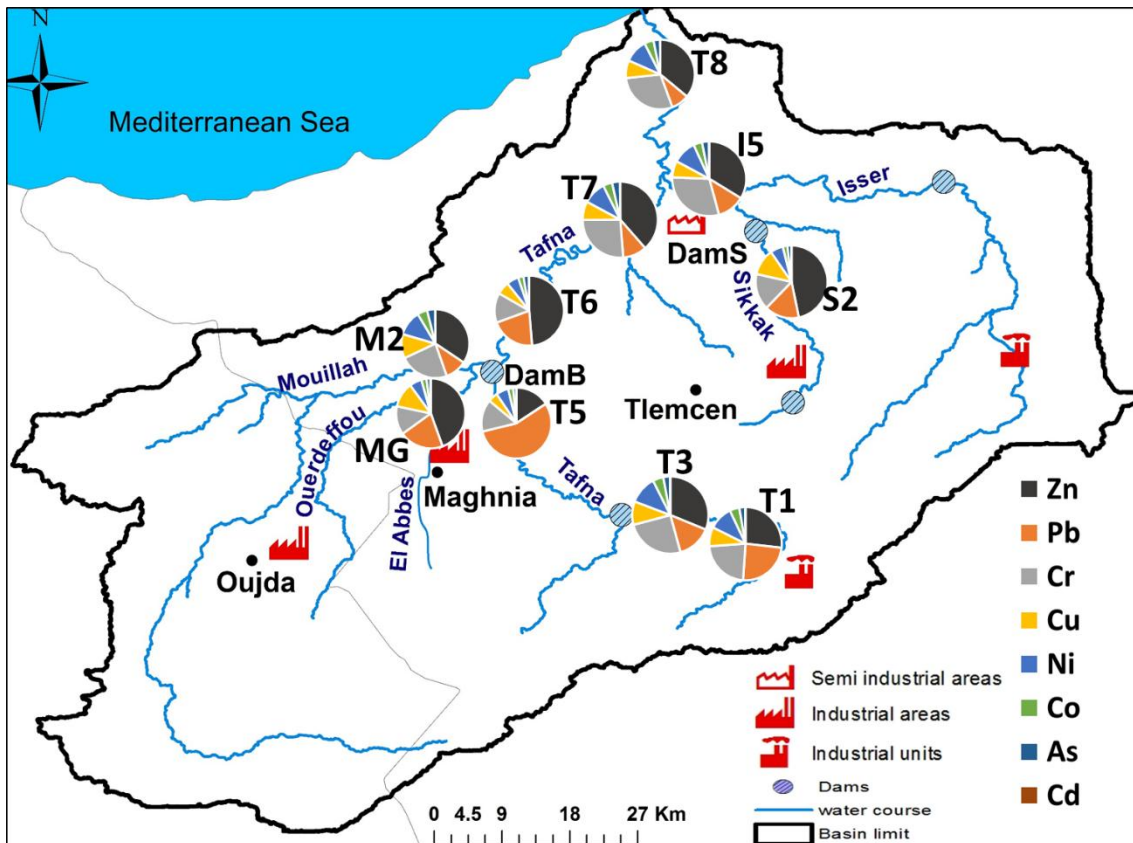 N
Mediterranean Sea
T8
I5
Isser
T7
DamS
Tafna
Sikkak
S2
T6
M2
Mouillah
DamB
T5
Tlemcen
Ouerdeffou
MG
Maghnia
El Abbes
Tafna
T3
T1
Oujda
Zn
Pb
Cr
Cu
Ni
Co
As
Cd
Semi industrial areas
Industrial areas
Industrial units
Dams
water course
Basin limit
0 4.5 9 18 27 Km